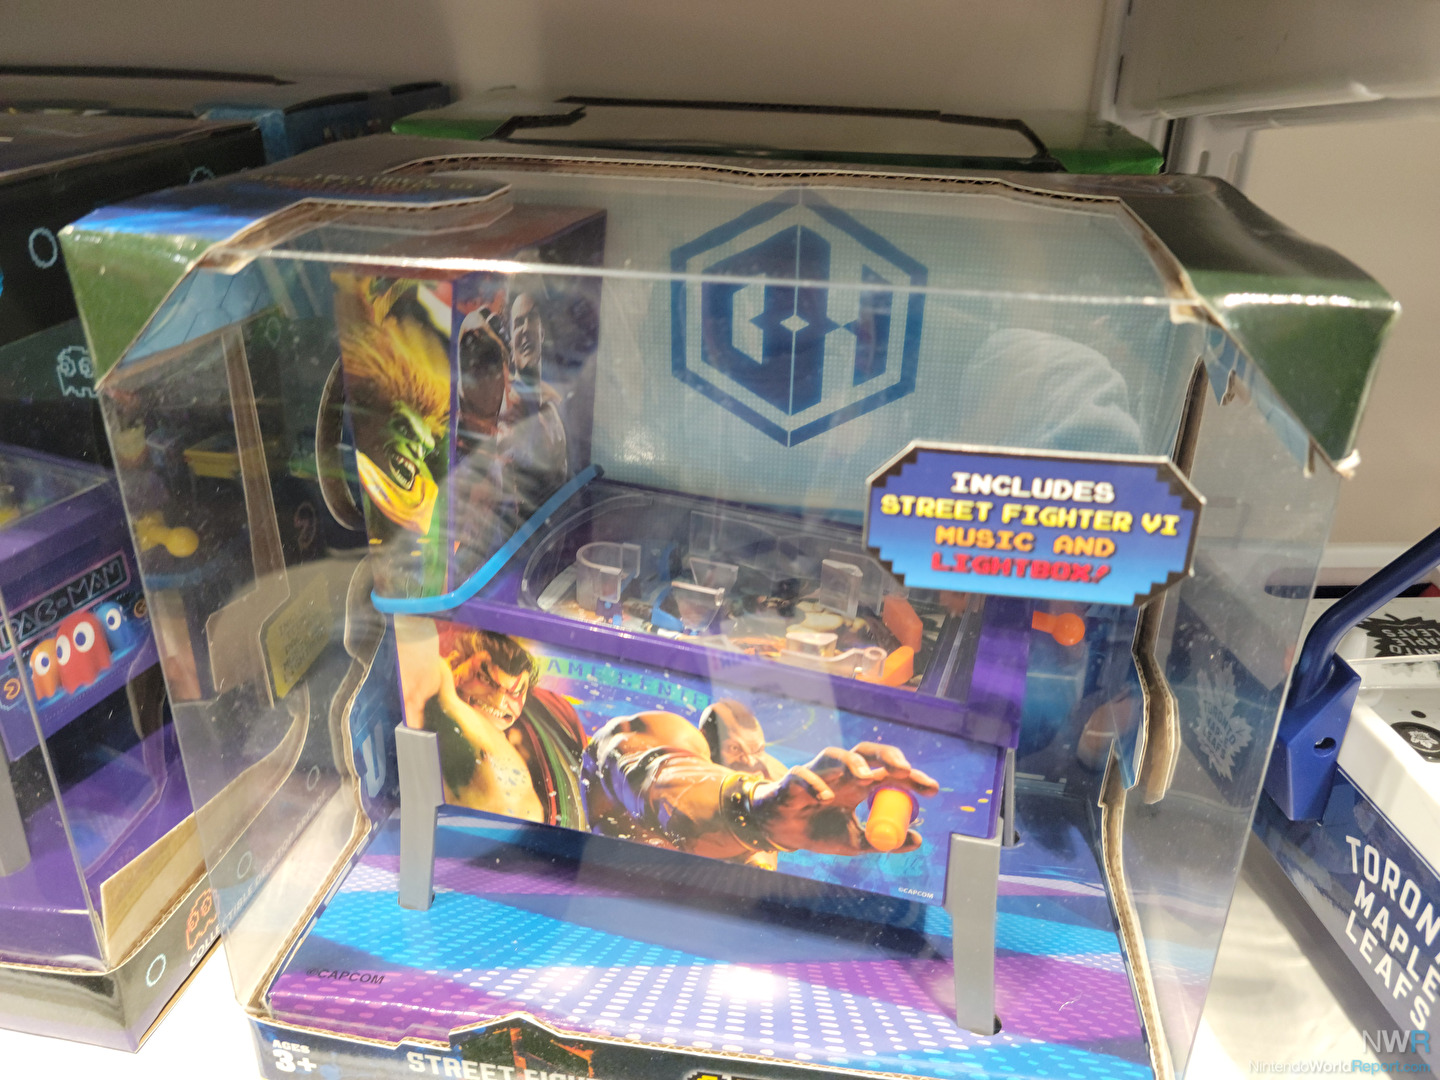 INCLUDES
STREET FIGHTER VI
MUSIC AND
LIGHTBOX!
PAC-MAN
©CAPCOM
©CAPCOM
AGES
3+
STREET
TORON
MAPLE
LEAFS
NWR
NintendoWorldReport.com